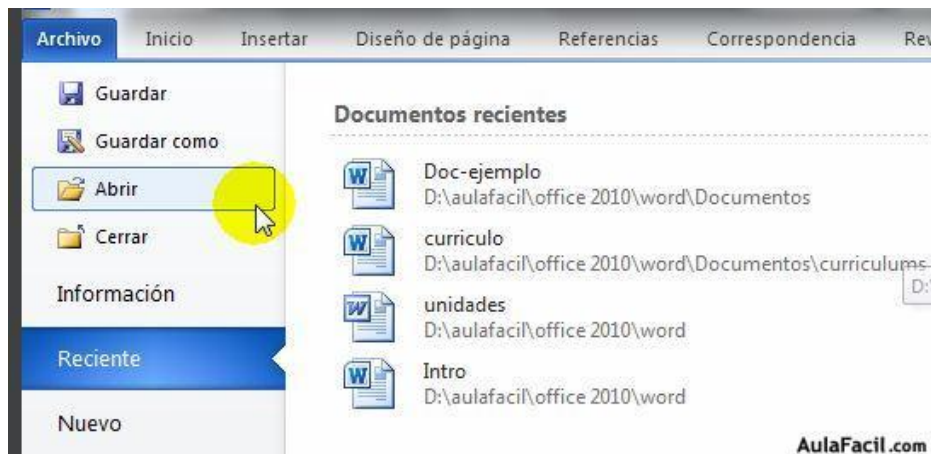 Archivo Inicio Insertar Diseño de página Referencias Correspondencia
Guardar
Guardar como
Abrir
Cerrar
Información
Reciente
Nuevo
Documentos recientes
Doc-ejemplo
D:\aulafacil\office 2010\word\Documentos
curriculo
D:\aulafacil\office 2010\word\Documentos\curriculums
D:
unidades
D:\aulafacil\office 2010\word
Intro
D:\aulafacil\office 2010\word
AulaFacil.com